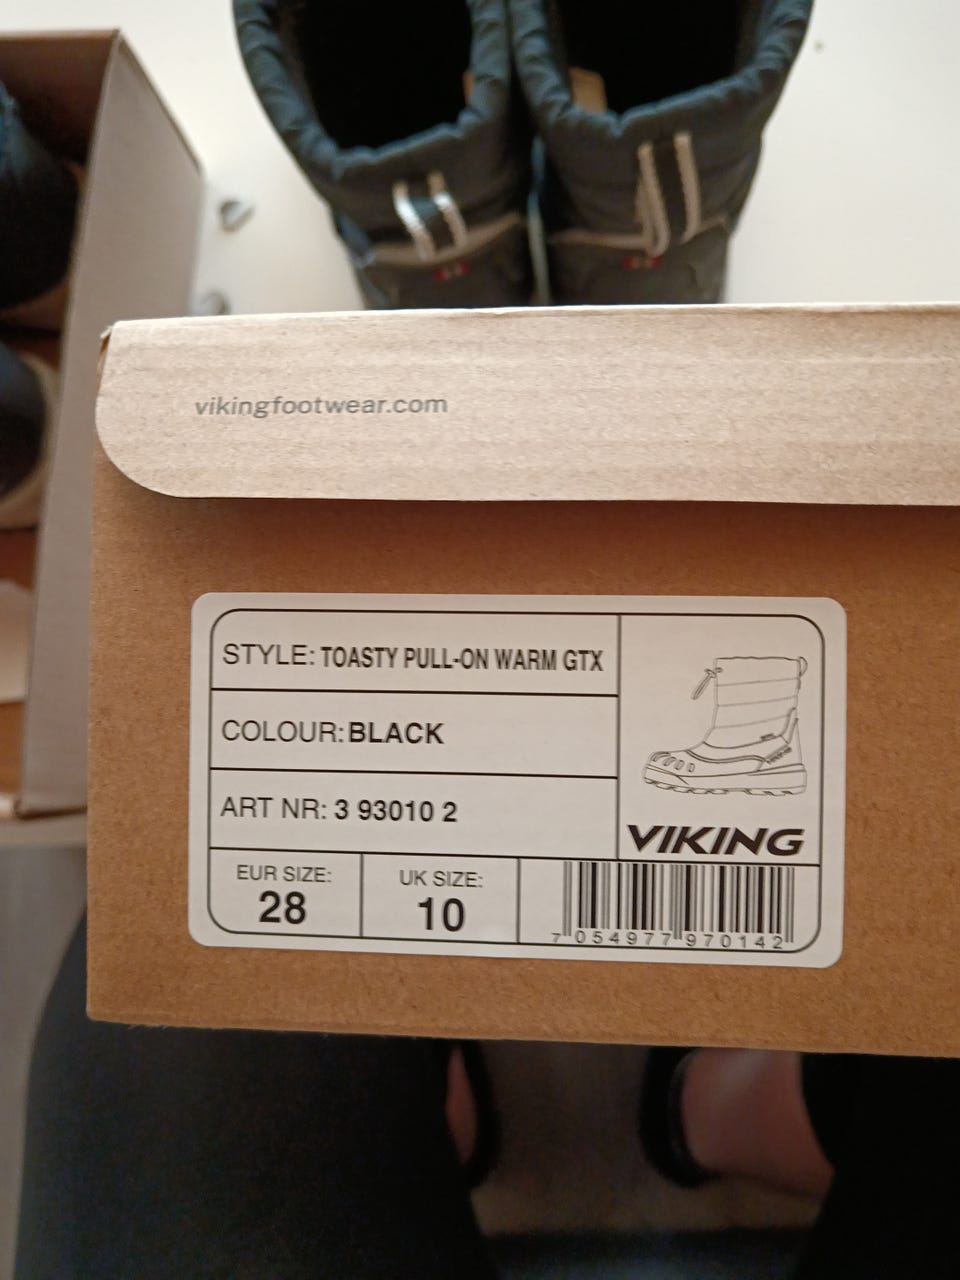 vikingfootwear.com
STYLE: TOASTY PULL-ON WARM GTX
COLOUR: BLACK
ART NR: 3 93010 2
VIKING
EUR SIZE:
28
UK SIZE:
10
7 054977 970142